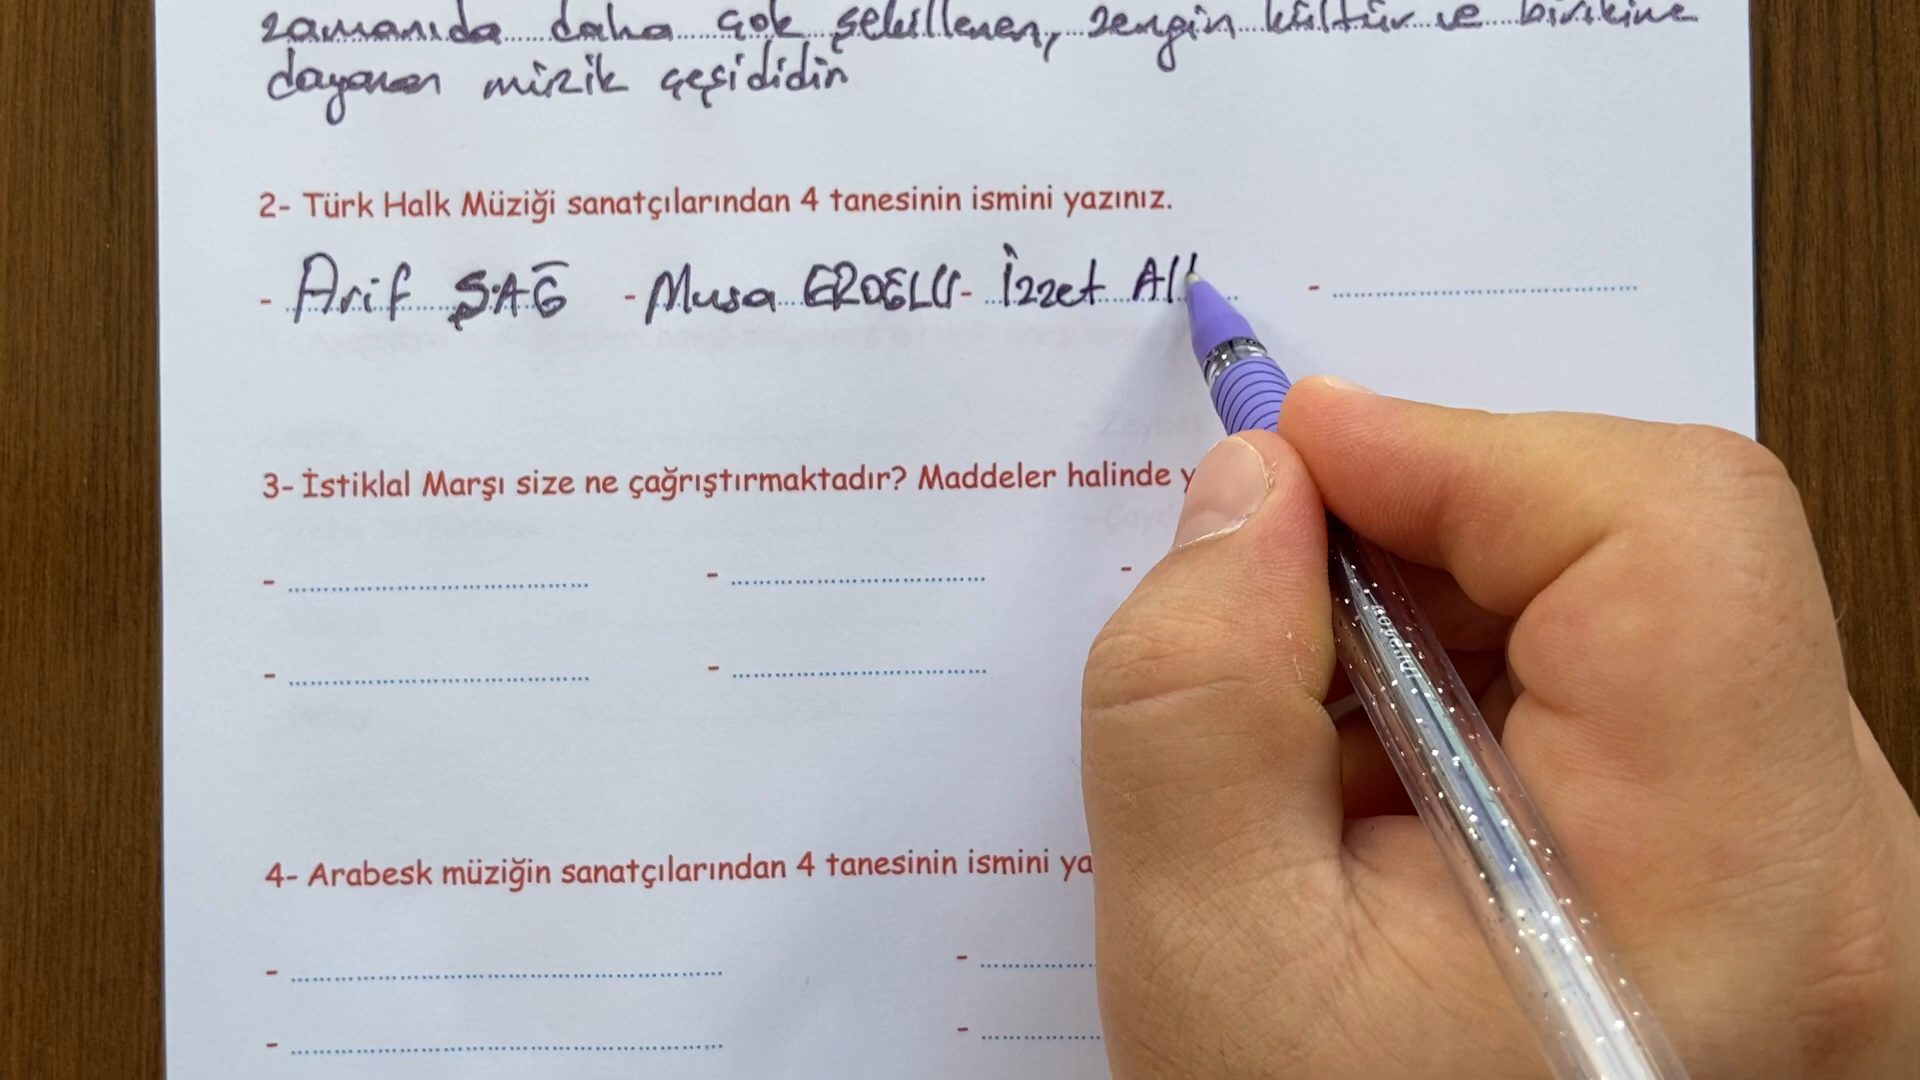 zamanında daha çok şekillenen, zengin kültür ve birikime
dayanan müzik çeşididir
2- Türk Halk Müziği sanatçılarından 4 tanesinin ismini yazınız.
- Arif SAĞ - Musa EROĞLU - İzzet Al -
3- İstiklal Marşı size ne çağrıştırmaktadır? Maddeler halinde y
- - -
- -
4- Arabesk müziğin sanatçılarından 4 tanesinin ismini ya
- -
- -